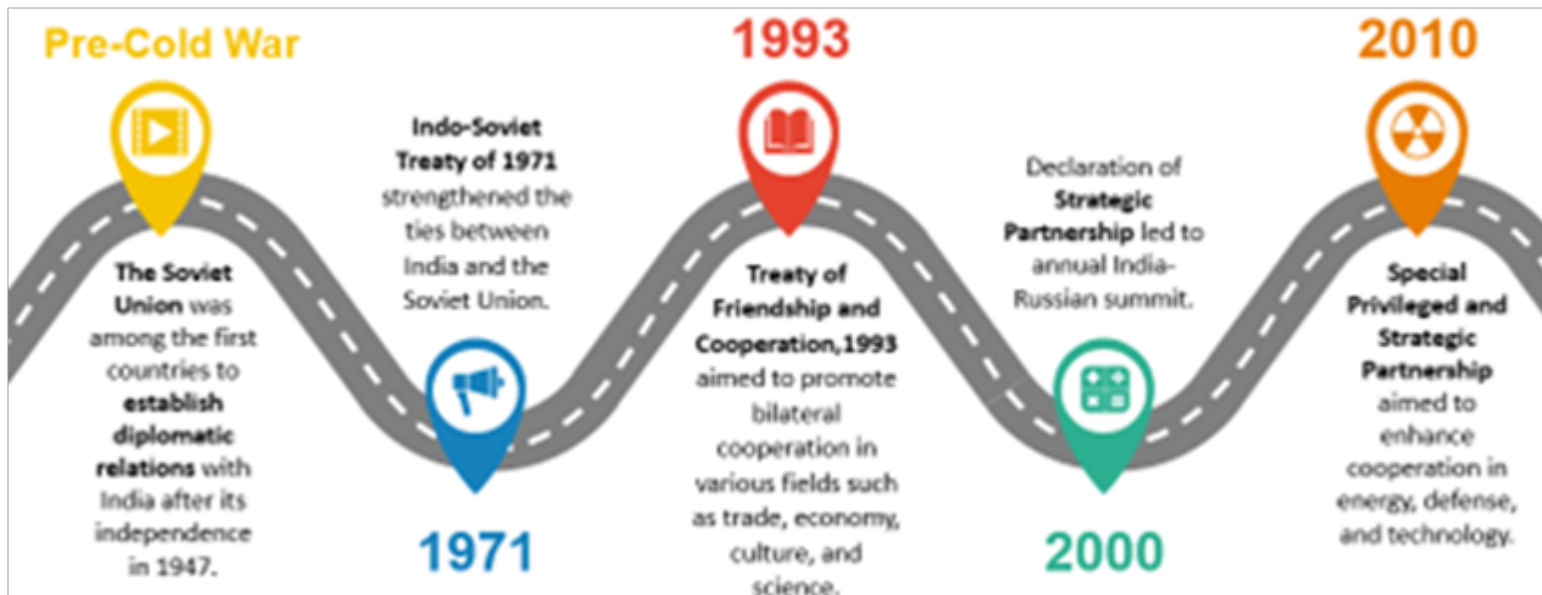 Pre-Cold War
The Soviet
Union was
among the first
countries to
establish
diplomatic
relations with
India after its
independence
in 1947.
Indo-Soviet
Treaty of 1971
strengthened the
ties between
India and the
Soviet Union.
1971
1993
Treaty of
Friendship and
Cooperation,1993
aimed to promote
bilateral
cooperation in
various fields such
as trade, economy,
culture, and
science.
Declaration of
Strategic
Partnership led to
annual India-
Russian summit.
2000
2010
Special
Privileged and
Strategic
Partnership
aimed to
enhance
cooperation in
energy, defense,
and technology.